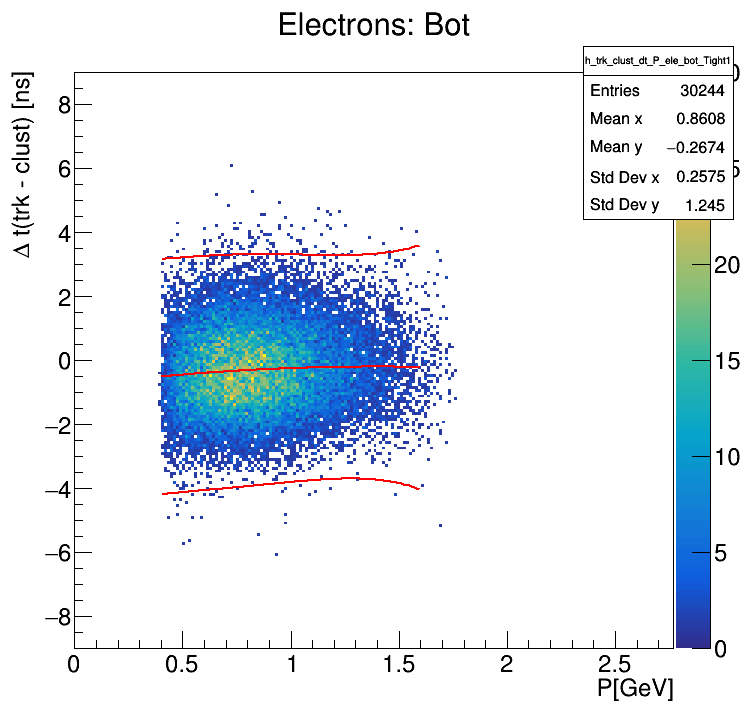 Electrons: Bot
h_trk_clust_dt_P_ele_bot_Tight1
Entries 30244
Mean x 0.8608
Mean y −0.2674
Std Dev x 0.2575
Std Dev y 1.245
Δ t(trk - clust) [ns]
8
6
4
2
0
−2
−4
−6
−8
0 0.5 1 1.5 2 2.5
P[GeV]
20
15
10
5
0